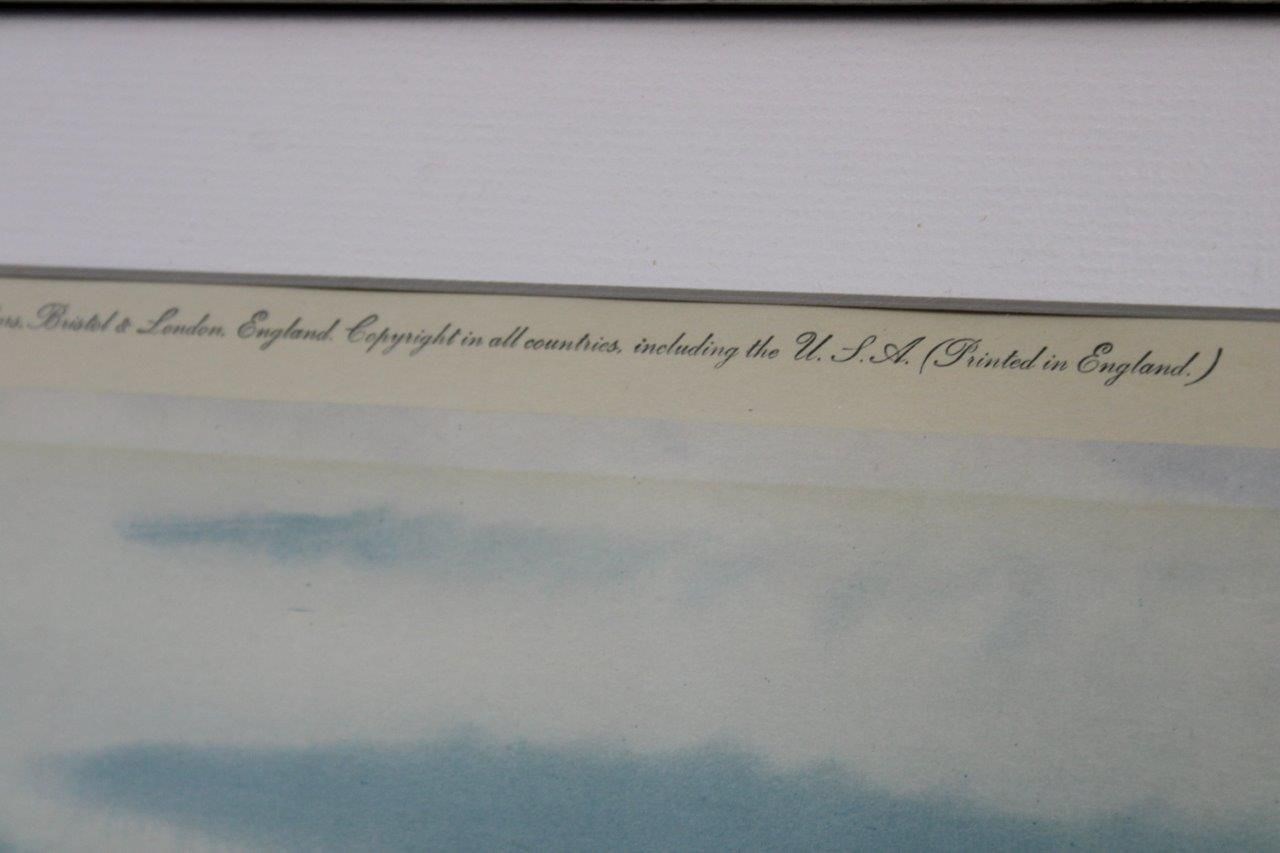 Bristol & London, England. Copyright in all countries, including the U.S.A. (Printed in England.)